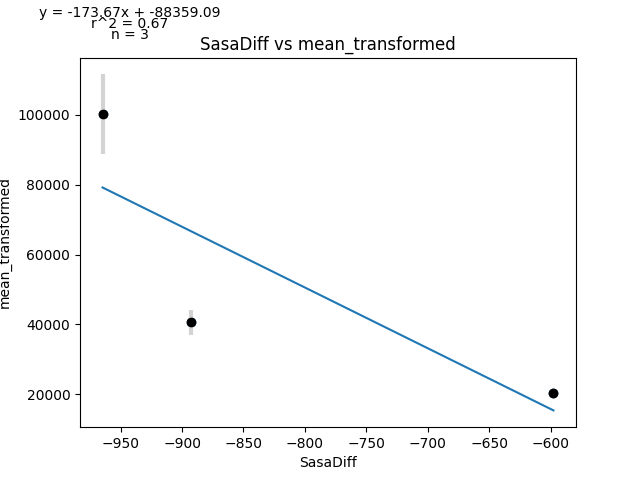 y = -173.67x + -88359.09
r^2 = 0.67
n = 3
SasaDiff vs mean_transformed
mean_transformed
100000
80000
60000
40000
20000
−950
−900
−850
−800
−750
−700
−650
−600
SasaDiff